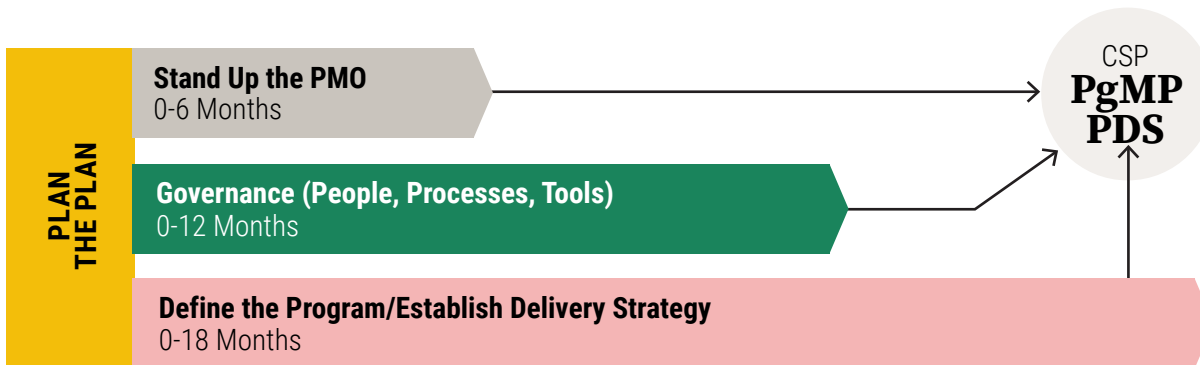 PLAN
THE PLAN
Stand Up the PMO
0-6 Months
Governance (People, Processes, Tools)
0-12 Months
Define the Program/Establish Delivery Strategy
0-18 Months
CSP
PgMP
PDS